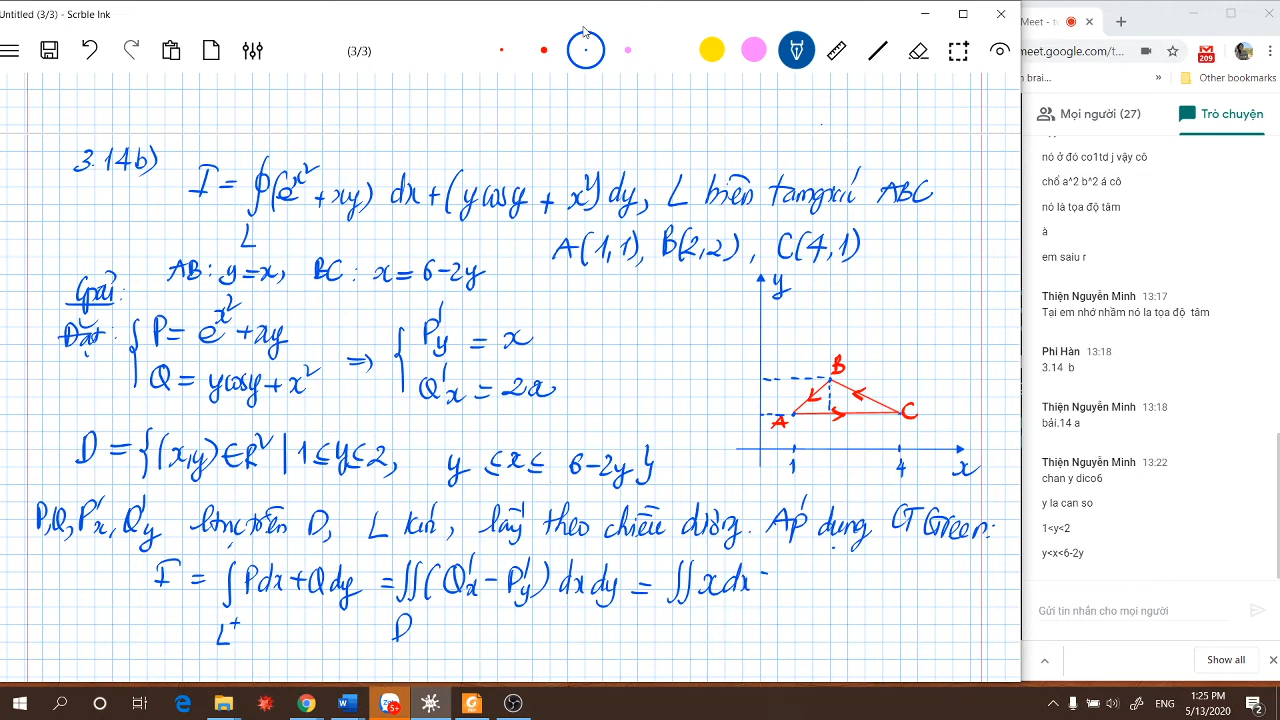 Untitled (3/3) - Scrble Ink
(3/3)
3.14b)
I = ∮ (e^x² + xy) dx + (y cosy + x²) dy, L biên tam giác ABC
L
A(1,1), B(2,2), C(4,1)
AB: y=x, BC: x = 6-2y
Giải:
Đặt: { P = e^x² + xy => { P'y = x
Q = y cosy + x² Q'x = 2x
D = {(x,y) ∈ R² | 1 ≤ y ≤ 2, y ≤ x ≤ 6-2y}
P, Q, P'x, Q'y liên tục trên D, L kín, lấy theo chiều dương. Áp dụng CT Green:
I = ∫ Pdx + Qdy = ∬ (Q'x - P'y) dx dy = ∬ x dx
L+ D
y
B
A
C
1 4 x
Meet - t
meet.google.com/t...
209
n brai...
»
Other bookmarks
Mọi người (27)
Trò chuyện
nó ở đó co1td j vậy cô
chổ a^2 b^2 á cô
nó là tọa độ tâm
à
em saiu r
Thiện Nguyễn Minh 13:17
Tại em nhớ nhầm nó là tọa độ tâm
Phi Hàn 13:18
3.14 b
Thiện Nguyễn Minh 13:18
bải.14 a
Thiện Nguyễn Minh 13:22
chan y dico6
y la can so
1<y<2
y<x<6-2y
Gửi tin nhắn cho mọi người
Show all
5+
ENG
1:25 PM
5/13/2020
2